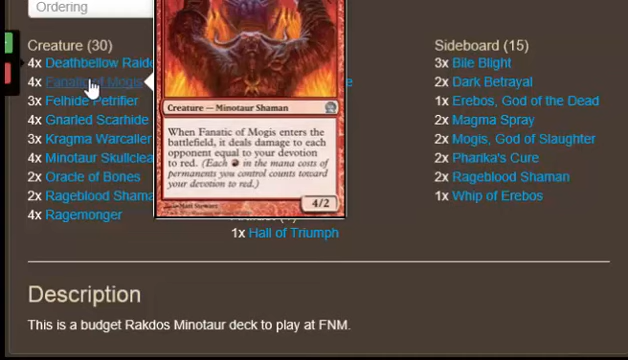 Ordering
Creature (30)
4x Deathbellow Raide
4x Fanatic of Mogis
3x Felhide Petrifier
4x Gnarled Scarhide
3x Kragma Warcaller
4x Minotaur Skullclea
2x Oracle of Bones
2x Rageblood Shama
4x Ragemonger
Creature — Minotaur Shaman
When Fanatic of Mogis enters the
battlefield, it deals damage to each
opponent equal to your devotion
to red. (Each in the mana costs of
permanents you control counts toward
your devotion to red.)
Matt Stewart
4/2
1x Hall of Triumph
Sideboard (15)
3x Bile Blight
2x Dark Betrayal
1x Erebos, God of the Dead
2x Magma Spray
2x Mogis, God of Slaughter
2x Pharika's Cure
2x Rageblood Shaman
1x Whip of Erebos
Description
This is a budget Rakdos Minotaur deck to play at FNM.